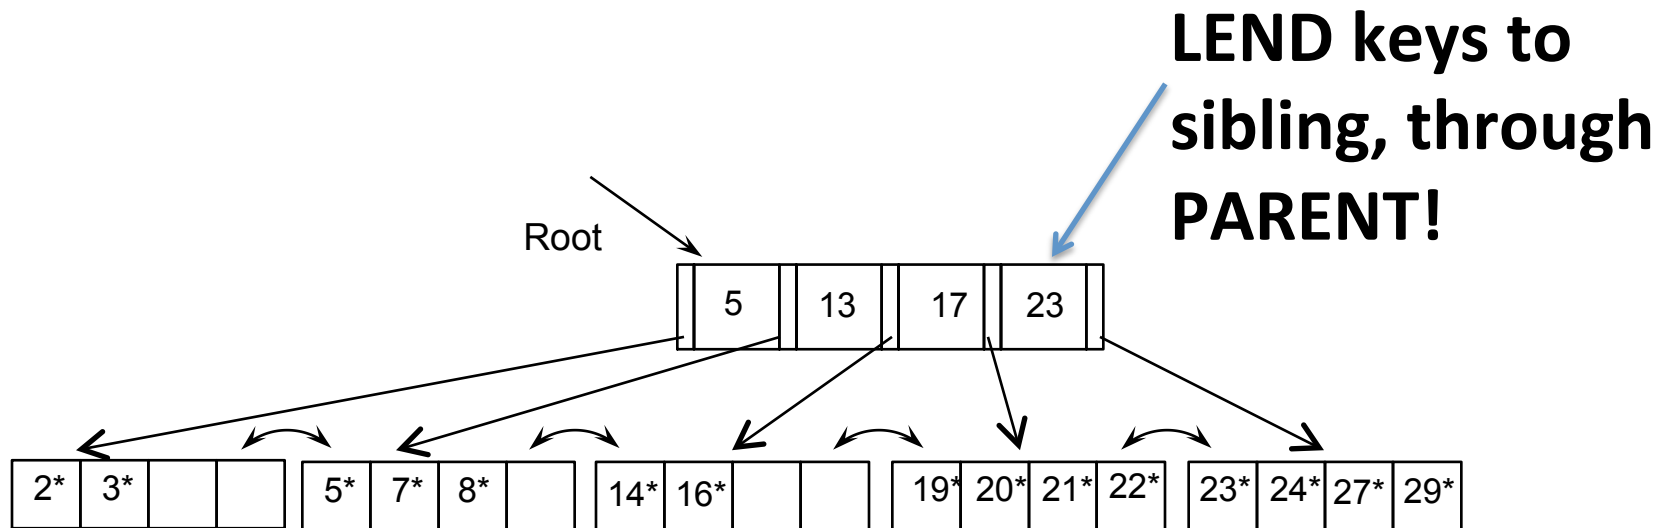 LEND keys to
sibling, through
PARENT!
Root
5 13 17 23
2* 3* 5* 7* 8* 14* 16* 19* 20* 21* 22* 23* 24* 27* 29*